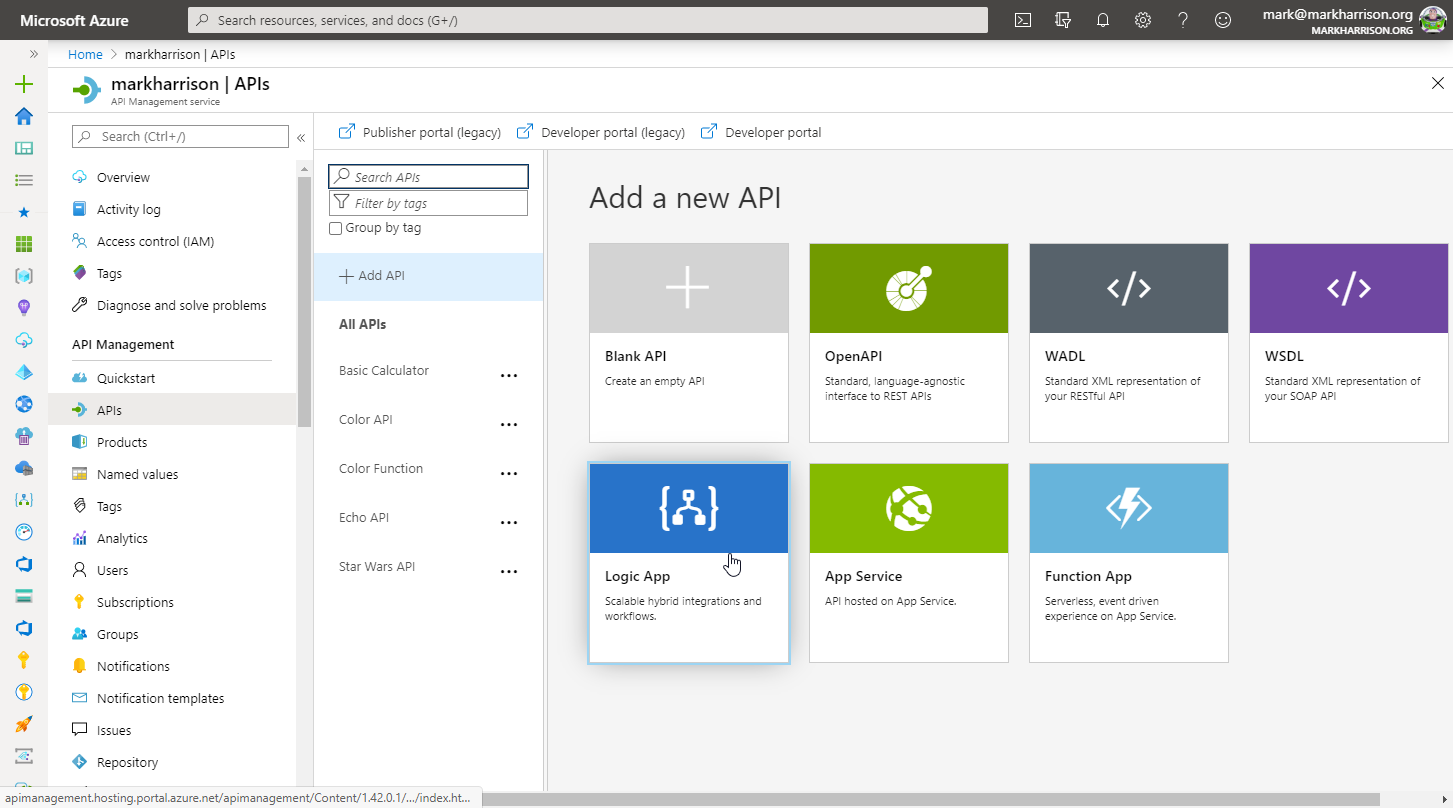 Microsoft Azure
Search resources, services, and docs (G+/)
mark@markharrison.org
MARKHARRISON.ORG
Home > markharrison | APIs
markharrison | APIs
API Management service
Search (Ctrl+/)
Overview
Activity log
Access control (IAM)
Tags
Diagnose and solve problems
API Management
Quickstart
APIs
Products
Named values
Tags
Analytics
Users
Subscriptions
Groups
Notifications
Notification templates
Issues
Repository
Publisher portal (legacy)
Developer portal (legacy)
Developer portal
Search APIs
Filter by tags
Group by tag
Add API
All APIs
Basic Calculator
Color API
Color Function
Echo API
Star Wars API
Add a new API
Blank API
Create an empty API
OpenAPI
Standard, language-agnostic
interface to REST APIs
WADL
Standard XML representation of
your RESTful API
WSDL
Standard XML representation of
your SOAP API
Logic App
Scalable hybrid integrations and
workflows.
App Service
API hosted on App Service.
Function App
Serverless, event driven
experience on App Service.
apimanagement.hosting.portal.azure.net/apimanagement/Content/1.42.0.1/.../index.ht...